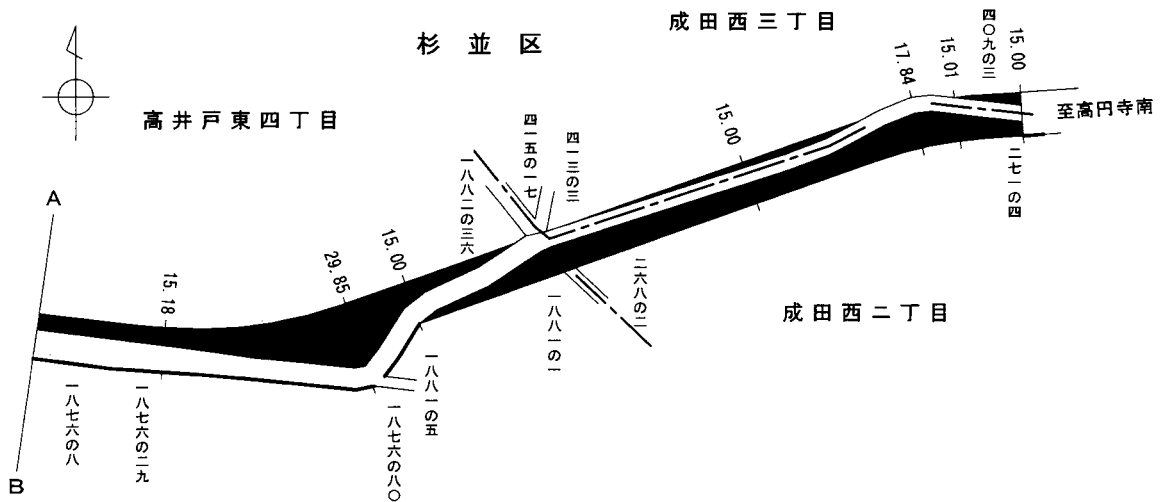 杉並区
成田西三丁目
高井戸東四丁目
四〇九の三
15.00
15.01
17.84
至高円寺南
15.00
四一三の三
四一五の一七
一八八二の三六
二七一の四
A
15.00
29.85
15.18
二六八の二
一八八一の一
成田西二丁目
一八八一の五
一八七六の八〇
一八七六の二九
一八七六の八
B